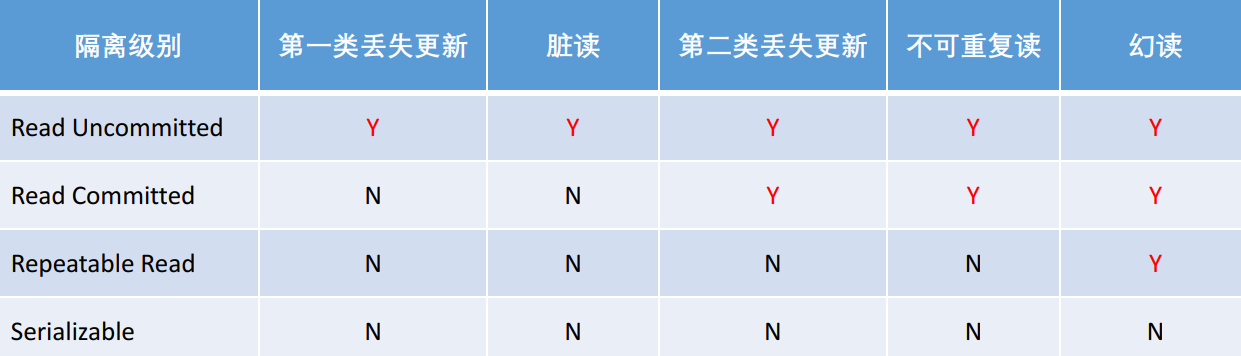 隔离级别 第一类丢失更新 脏读 第二类丢失更新 不可重复读 幻读
Read Uncommitted Y Y Y Y Y
Read Committed N N Y Y Y
Repeatable Read N N N N Y
Serializable N N N N N